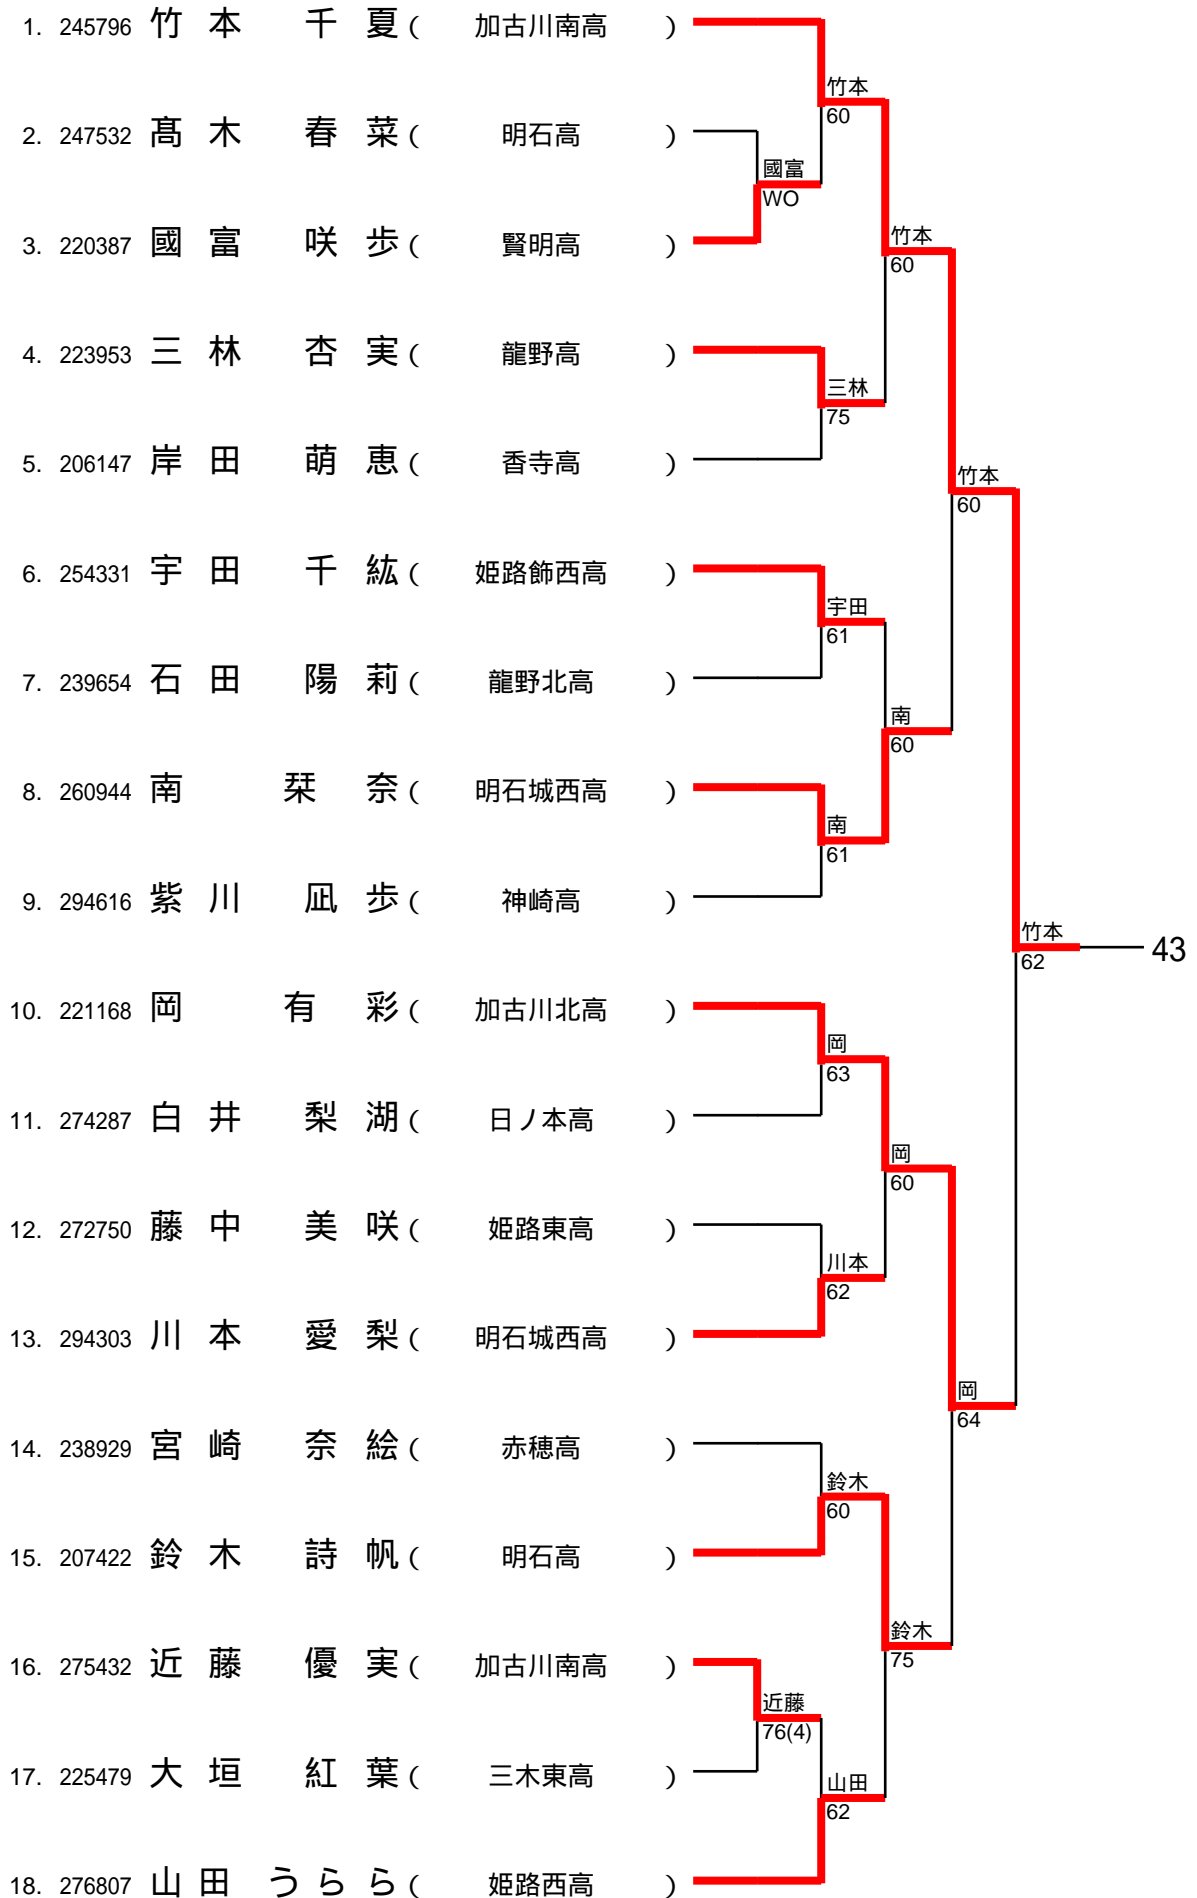 1. 245796 竹本 千夏 ( 加古川南高 )
竹本
60
2. 247532 髙木 春菜 ( 明石高 )
國富
WO
3. 220387 國富 咲歩 ( 賢明高 )
竹本
60
4. 223953 三林 杏実 ( 龍野高 )
三林
75
5. 206147 岸田 萌恵 ( 香寺高 )
竹本
60
6. 254331 宇田 千紘 ( 姫路飾西高 )
宇田
61
7. 239654 石田 陽莉 ( 龍野北高 )
南
60
8. 260944 南 栞奈 ( 明石城西高 )
南
61
9. 294616 紫川 凪歩 ( 神崎高 )
竹本
62
43
10. 221168 岡 有彩 ( 加古川北高 )
岡
63
11. 274287 白井 梨湖 ( 日ノ本高 )
岡
60
12. 272750 藤中 美咲 ( 姫路東高 )
川本
62
13. 294303 川本 愛梨 ( 明石城西高 )
岡
64
14. 238929 宮崎 奈絵 ( 赤穂高 )
鈴木
60
15. 207422 鈴木 詩帆 ( 明石高 )
鈴木
75
16. 275432 近藤 優実 ( 加古川南高 )
近藤
76(4)
17. 225479 大垣 紅葉 ( 三木東高 )
山田
62
18. 276807 山田 うらら ( 姫路西高 )